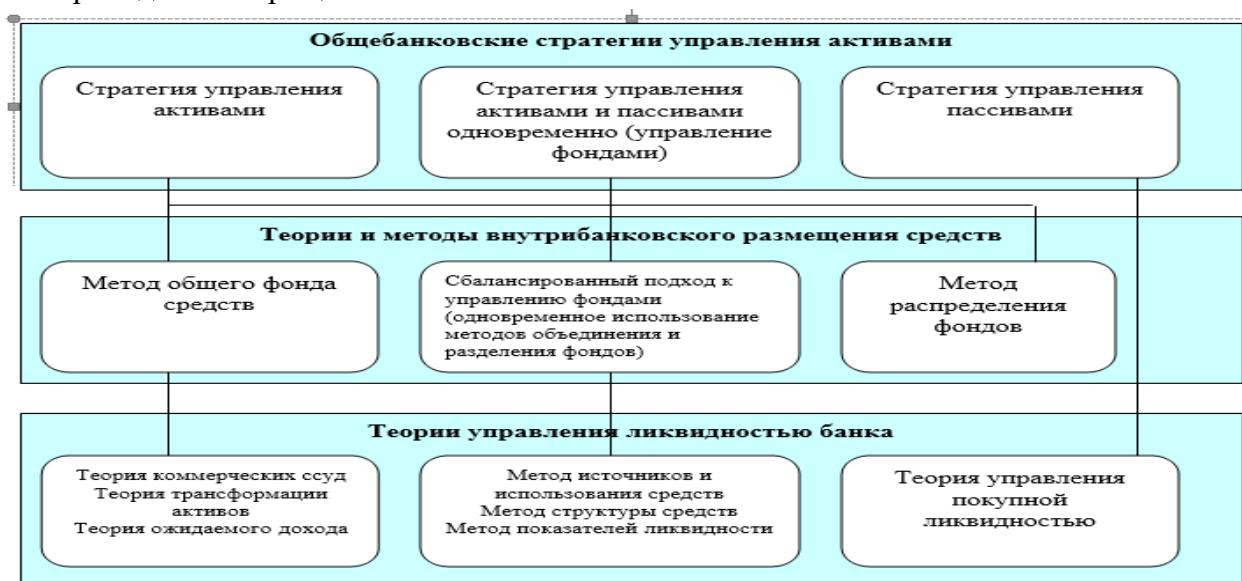 Общебанковские стратегии управления активами
Стратегия управления
активами
Стратегия управления
активами и пассивами
одновременно (управление
фондами)
Стратегия управления
пассивами
Теории и методы внутрибанковского размещения средств
Метод общего фонда
средств
Сбалансированный подход к
управлению фондами
(одновременное использование
методов объединения и
разделения фондов)
Метод
распределения
фондов
Теории управления ликвидностью банка
Теория коммерческих ссуд
Теория трансформации
активов
Теория ожидаемого дохода
Метод источников и
использования средств
Метод структуры средств
Метод показателей ликвидности
Теория управления
покупной
ликвидностью